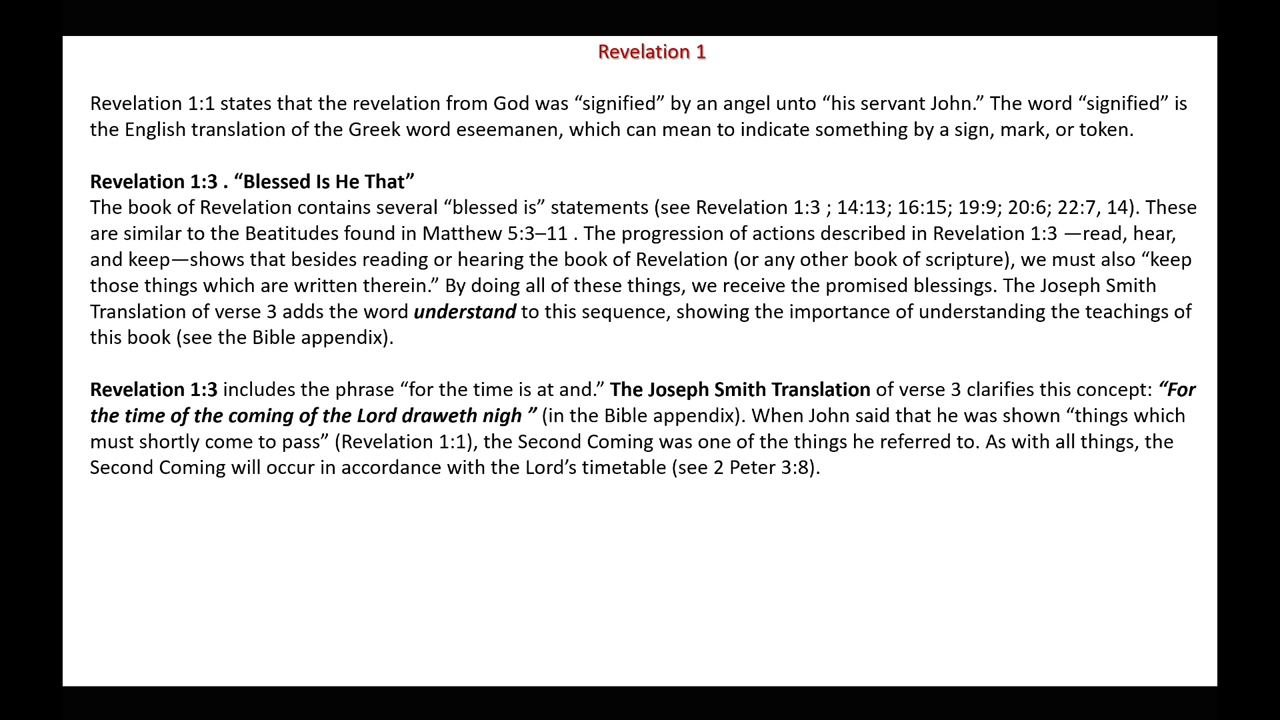 Revelation 1
Revelation 1:1 states that the revelation from God was “signified” by an angel unto “his servant John.” The word “signified” is
the English translation of the Greek word eseemanen, which can mean to indicate something by a sign, mark, or token.
Revelation 1:3 . “Blessed Is He That”
The book of Revelation contains several “blessed is” statements (see Revelation 1:3 ; 14:13; 16:15; 19:9; 20:6; 22:7, 14). These
are similar to the Beatitudes found in Matthew 5:3–11 . The progression of actions described in Revelation 1:3 —read, hear,
and keep—shows that besides reading or hearing the book of Revelation (or any other book of scripture), we must also “keep
those things which are written therein.” By doing all of these things, we receive the promised blessings. The Joseph Smith
Translation of verse 3 adds the word understand to this sequence, showing the importance of understanding the teachings of
this book (see the Bible appendix).
Revelation 1:3 includes the phrase “for the time is at and.” The Joseph Smith Translation of verse 3 clarifies this concept: “For
the time of the coming of the Lord draweth nigh ” (in the Bible appendix). When John said that he was shown “things which
must shortly come to pass” (Revelation 1:1), the Second Coming was one of the things he referred to. As with all things, the
Second Coming will occur in accordance with the Lord’s timetable (see 2 Peter 3:8).